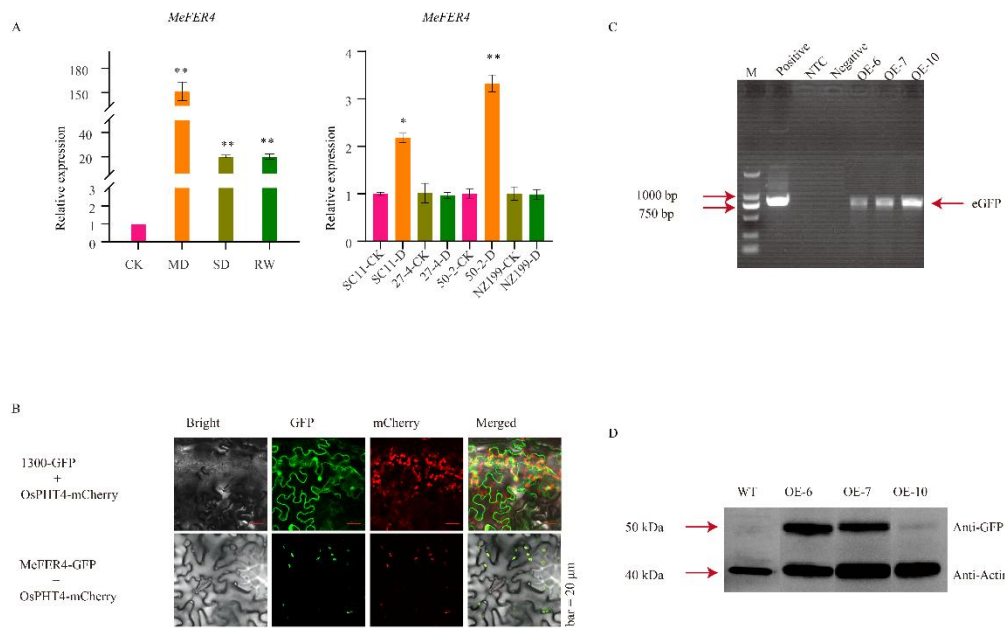 A
MeFER4
Relative expression
180
150
40
20
3
2
1
0
**
**
**
CK
MD
SD
RW
MeFER4
Relative expression
4
3
2
1
0
*
**
SC11-CK
SC11-D
27-4-CK
27-4-D
50-2-CK
50-2-D
NZ199-CK
NZ199-D
C
M
Positive
NTC
Negative
OE-6
OE-7
OE-10
1000 bp
750 bp
eGFP
B
Bright
GFP
mCherry
Merged
1300-GFP
+
OsPHT4-mCherry
MeFER4-GFP
–
OsPHT4-mCherry
bar = 20 μm
D
WT
OE-6
OE-7
OE-10
50 kDa
Anti-GFP
40 kDa
Anti-Actin